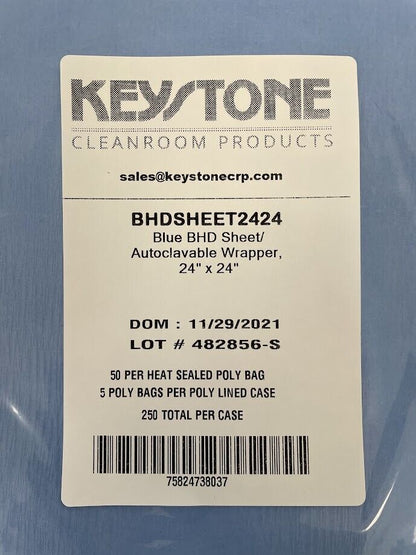 KEYSTONE
CLEANROOM PRODUCTS
sales@keystonecrp.com
BHDSHEET2424
Blue BHD Sheet/
Autoclavable Wrapper,
24" x 24"
DOM : 11/29/2021
LOT # 482856-S
50 PER HEAT SEALED POLY BAG
5 POLY BAGS PER POLY LINED CASE
250 TOTAL PER CASE
75824738037